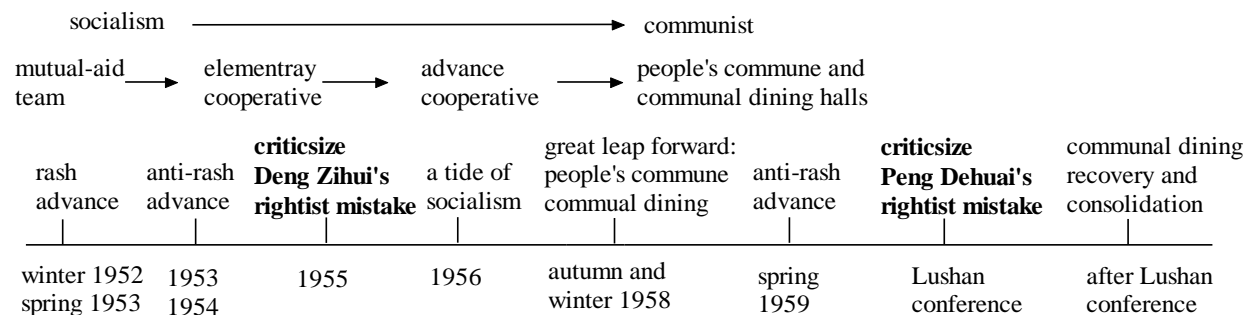 socialism
communist
mutual-aid
team
elementray
cooperative
advance
cooperative
people's commune and
communal dining halls
rash
advance
anti-rash
advance
criticsize
Deng Zihui's
rightist mistake
a tide of
socialism
great leap forward:
people's commune
commual dining
anti-rash
advance
criticsize
Peng Dehuai's
rightist mistake
communal dining
recovery and
consolidation
winter 1952
spring 1953
1953
1954
1955
1956
autumn and
winter 1958
spring
1959
Lushan
conference
after Lushan
conference